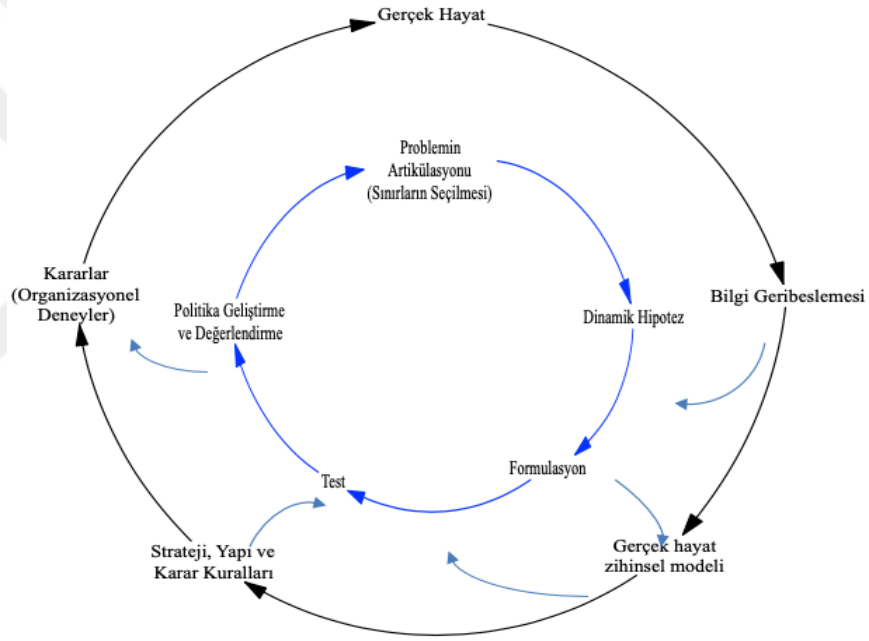 Gerçek Hayat
Problemin
Artikülasyonu
(Sınırların Seçilmesi)
Kararlar
(Organizasyonel
Deneyler)
Politika Geliştirme
ve Değerlendirme
Dinamik Hipotez
Bilgi Geribeslemesi
Formulasyon
Test
Strateji, Yapı ve
Karar Kuralları
Gerçek hayat
zihinsel modeli